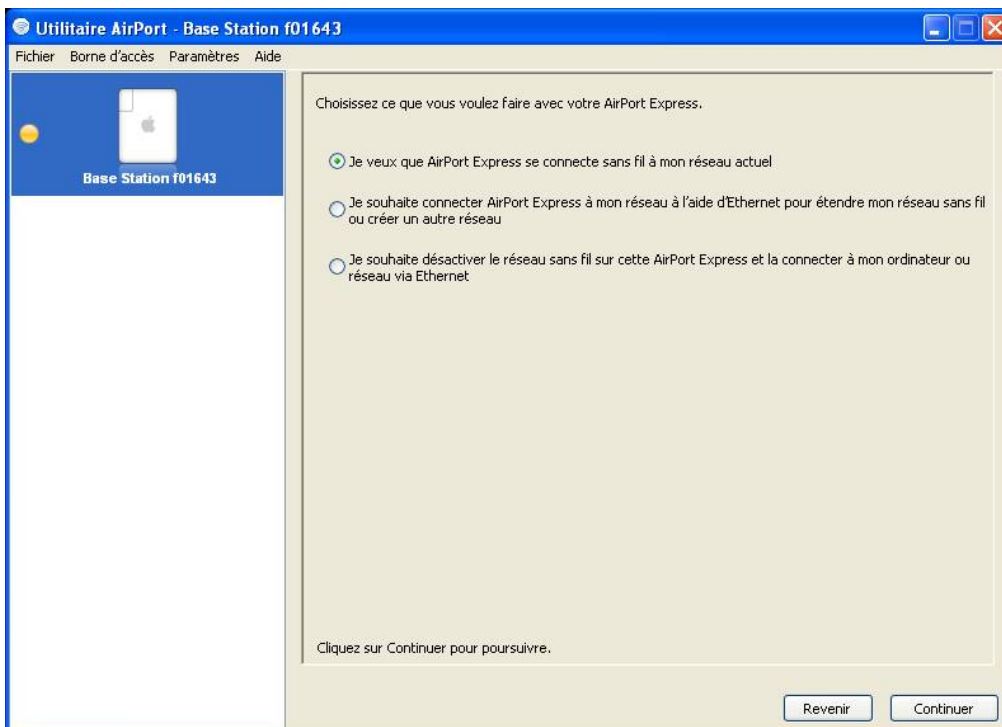 Utilitaire AirPort - Base Station f01643
Fichier Borne d'accès Paramètres Aide
Base Station f01643
Choisissez ce que vous voulez faire avec votre AirPort Express.
Je veux que AirPort Express se connecte sans fil à mon réseau actuel
Je souhaite connecter AirPort Express à mon réseau à l'aide d'Ethernet pour étendre mon réseau sans fil
ou créer un autre réseau
Je souhaite désactiver le réseau sans fil sur cette AirPort Express et la connecter à mon ordinateur ou
réseau via Ethernet
Cliquez sur Continuer pour poursuivre.
Revenir Continuer